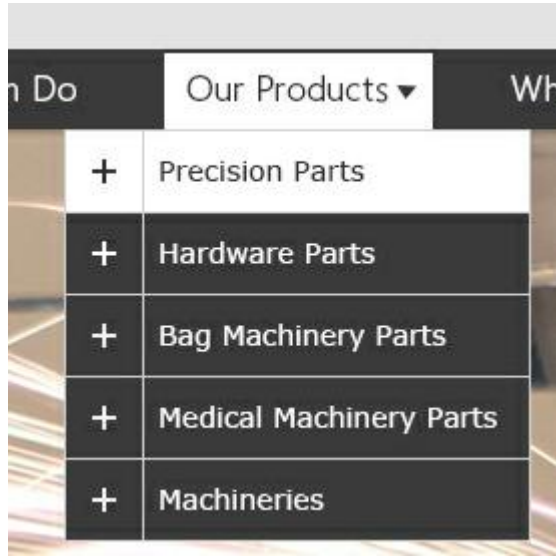 n Do Our Products ▾ Wh
+ Precision Parts
+ Hardware Parts
+ Bag Machinery Parts
+ Medical Machinery Parts
+ Machineries